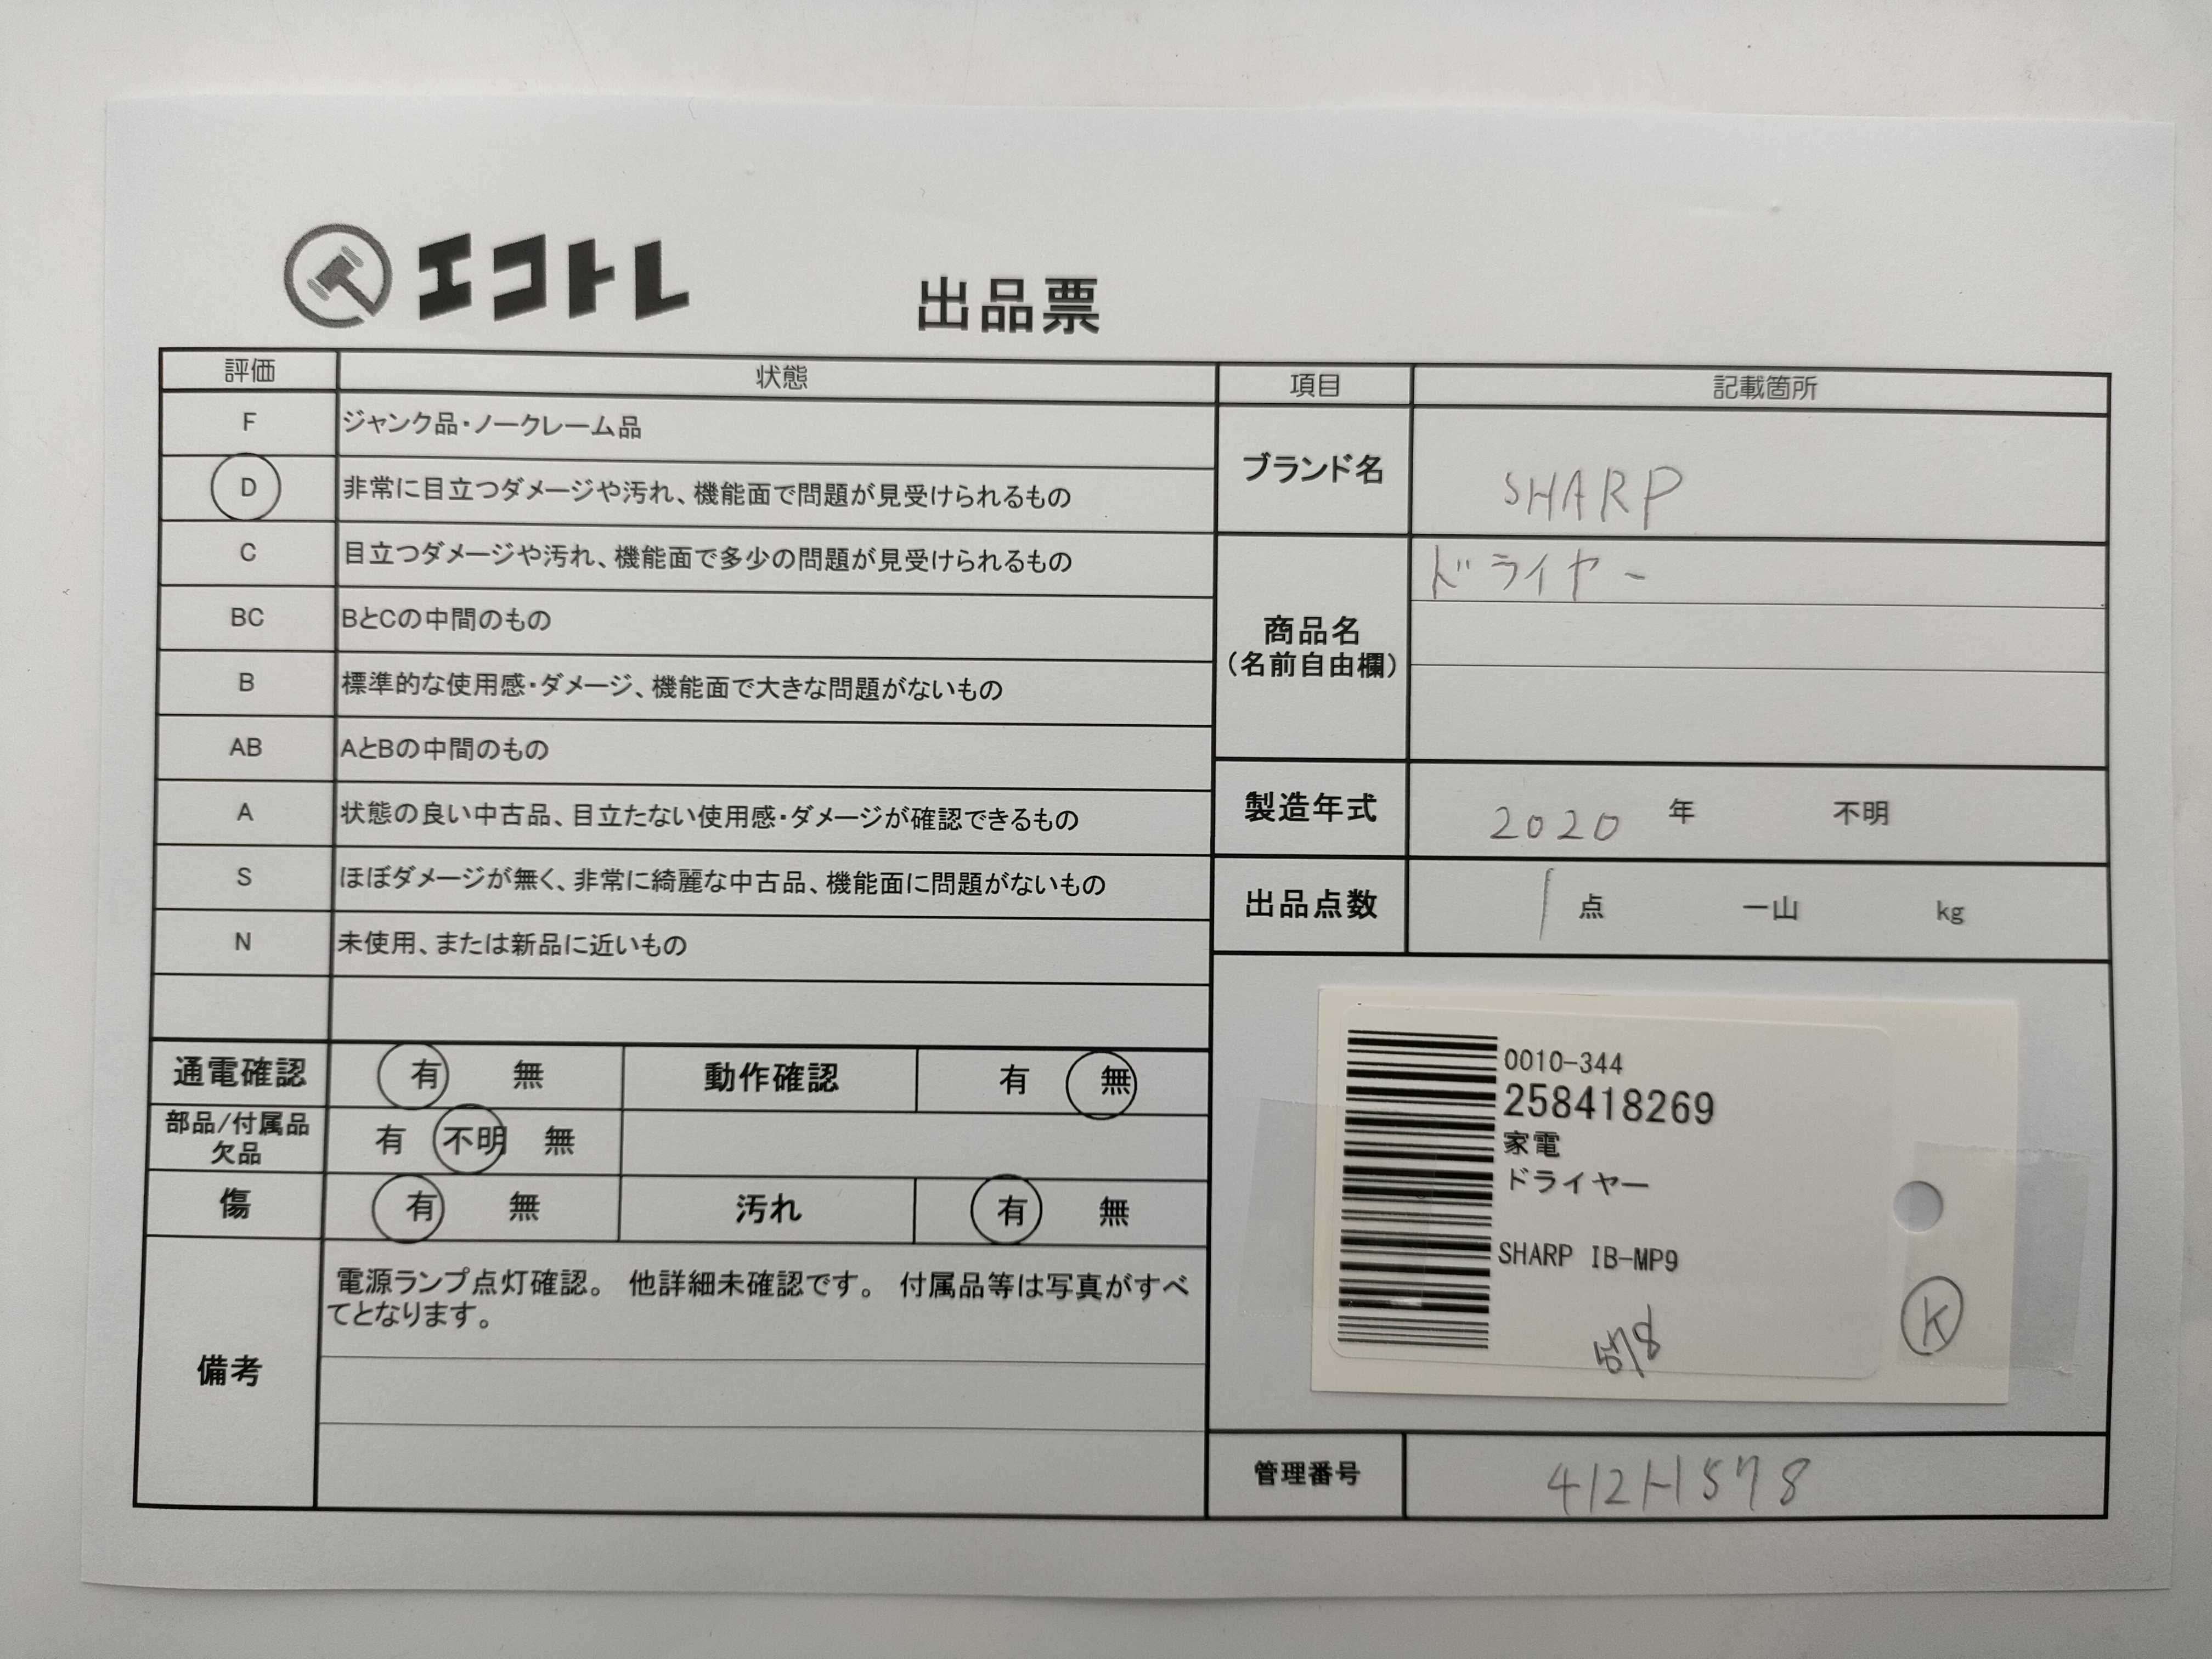 エコトレ
出品票
評価 状態
F ジャンク品・ノークレーム品
D 非常に目立つダメージや汚れ、機能面で問題が見受けられるもの
C 目立つダメージや汚れ、機能面で多少の問題が見受けられるもの
BC BとCの中間のもの
B 標準的な使用感・ダメージ、機能面で大きな問題がないもの
AB AとBの中間のもの
A 状態の良い中古品、目立たない使用感・ダメージが確認できるもの
S ほぼダメージが無く、非常に綺麗な中古品、機能面に問題がないもの
N 未使用、または新品に近いもの
通電確認 有 無 動作確認 有 無
部品/付属品
欠品
有 不明 無
傷 有 無 汚れ 有 無
備考
電源ランプ点灯確認。 他詳細未確認です。 付属品等は写真がすべ
てとなります。
項目 記載箇所
ブランド名 SHARP
商品名
(名前自由欄)
ドライヤー
製造年式 2020 年 不明
出品点数 1 点 一山 kg
0010-344
258418269
家電
ドライヤー
SHARP IB-MP9
578
K
管理番号 412H578